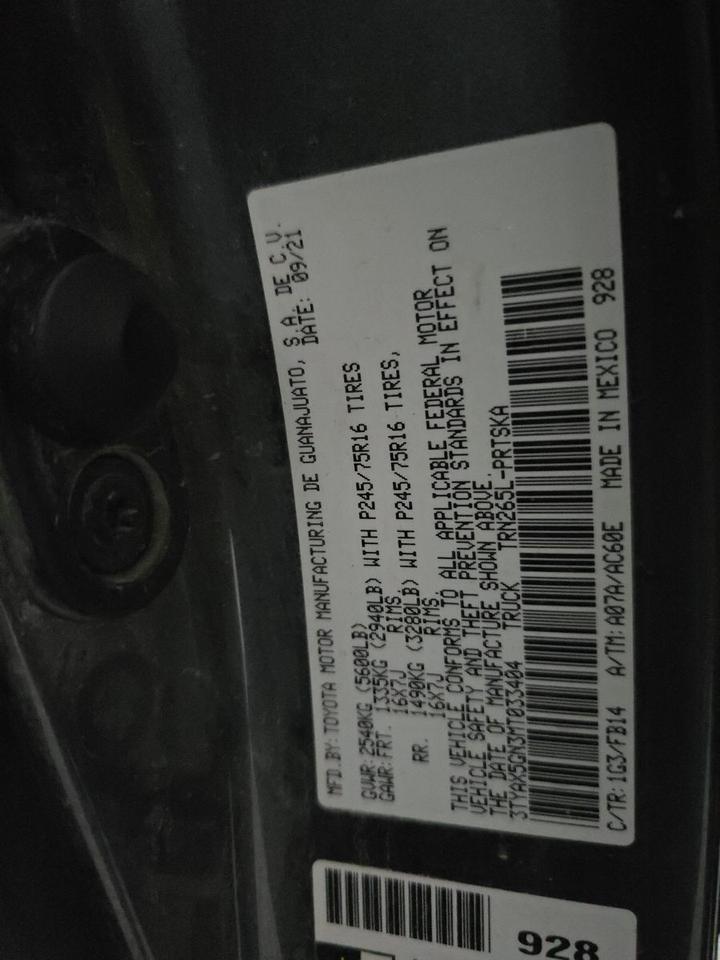 MFD.BY:TOYOTA MOTOR MANUFACTURING DE GUANAJUATO, S.A. DE C.V.
DATE: 09/21
GVWR:2540KG (5600LB)
GAWR:FRT. 1335KG (2940LB) WITH P245/75R16 TIRES
16X7J RIMS
RR. 1490KG (3280LB) WITH P245/75R16 TIRES,
16X7J RIMS
THIS VEHICLE CONFORMS TO ALL APPLICABLE FEDERAL MOTOR
VEHICLE SAFETY AND THEFT PREVENTION STANDARDS IN EFFECT ON
THE DATE OF MANUFACTURE SHOWN ABOVE.
3TYAX5GN3MT033404 TRUCK TRN265L-PRTSKA
C/TR:1G3/FB14 A/TM:A07A/AC60E MADE IN MEXICO 928
928